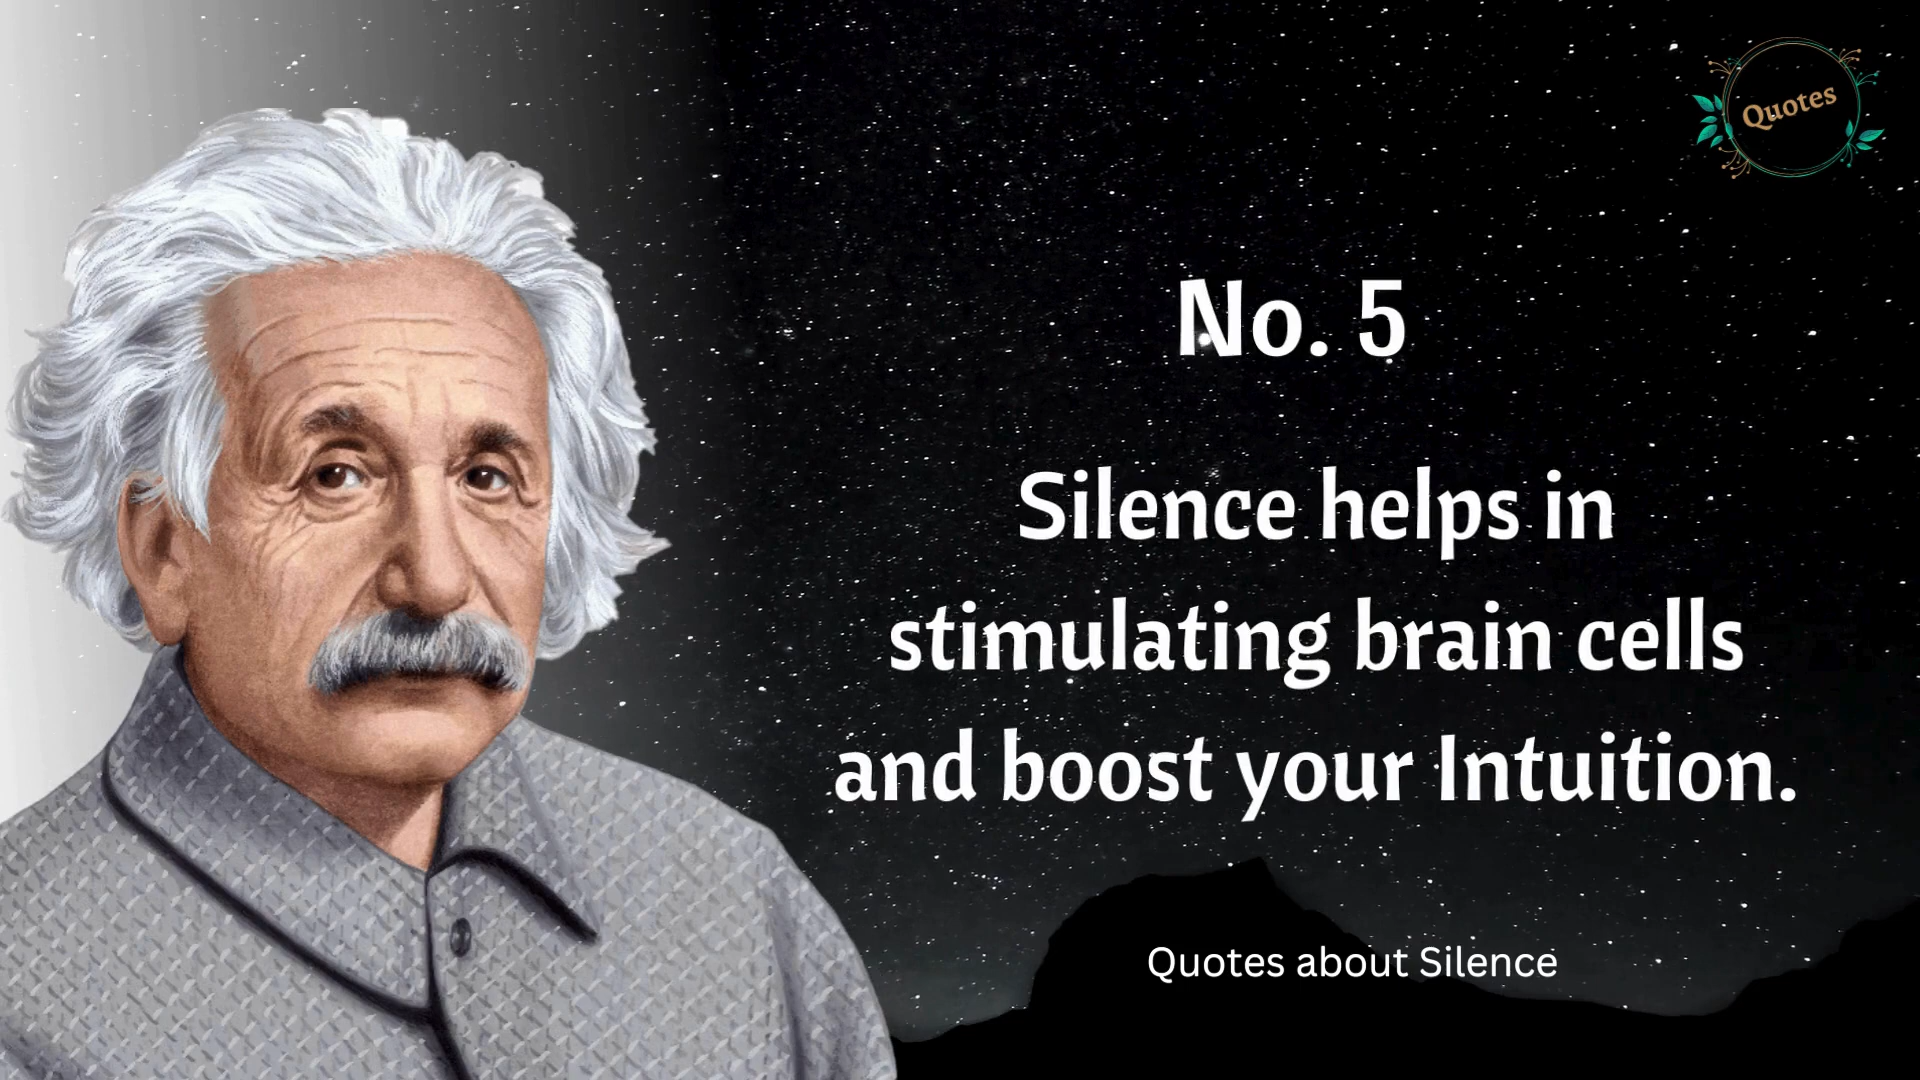 Quotes
No. 5
Silence helps in
stimulating brain cells
and boost your Intuition.
Quotes about Silence